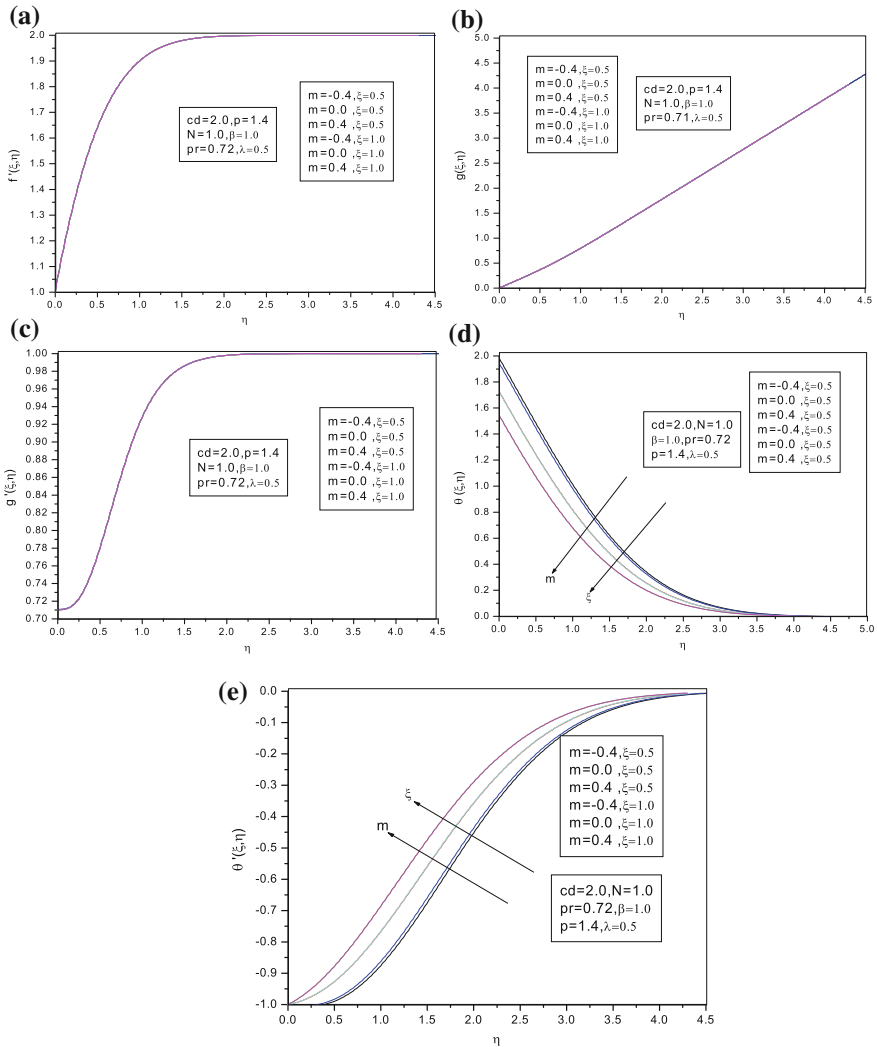 (a)
2.0
1.9
1.8
1.7
1.6
1.5
1.4
1.3
1.2
1.1
1.0
f '(ξ,η)
0.0 0.5 1.0 1.5 2.0 2.5 3.0 3.5 4.0 4.5
η
cd=2.0,p=1.4
N=1.0,β=1.0
pr=0.72,λ=0.5
m=-0.4,ξ=0.5
m=0.0 ,ξ=0.5
m=0.4 ,ξ=0.5
m=-0.4,ξ=1.0
m=0.0 ,ξ=1.0
m=0.4 ,ξ=1.0
(b)
5.0
4.5
4.0
3.5
3.0
2.5
2.0
1.5
1.0
0.5
0.0
g(ξ,η)
0.0 0.5 1.0 1.5 2.0 2.5 3.0 3.5 4.0 4.5
η
m=-0.4,ξ=0.5
m=0.0 ,ξ=0.5
m=0.4 ,ξ=0.5
m=-0.4,ξ=1.0
m=0.0 ,ξ=1.0
m=0.4 ,ξ=1.0
cd=2.0,p=1.4
N=1.0,β=1.0
pr=0.71,λ=0.5
(c)
1.00
0.98
0.96
0.94
0.92
0.90
0.88
0.86
0.84
0.82
0.80
0.78
0.76
0.74
0.72
0.70
g '(ξ,η)
0.0 0.5 1.0 1.5 2.0 2.5 3.0 3.5 4.0 4.5
η
cd=2.0,p=1.4
N=1.0,β=1.0
pr=0.72,λ=0.5
m=-0.4,ξ=0.5
m=0.0 ,ξ=0.5
m=0.4 ,ξ=0.5
m=-0.4,ξ=1.0
m=0.0 ,ξ=1.0
m=0.4 ,ξ=1.0
(d)
2.0
1.8
1.6
1.4
1.2
1.0
0.8
0.6
0.4
0.2
0.0
θ (ξ,η)
0.0 0.5 1.0 1.5 2.0 2.5 3.0 3.5 4.0 4.5 5.0
η
cd=2.0,N=1.0
β=1.0,pr=0.72
p=1.4,λ=0.5
m=-0.4,ξ=0.5
m=0.0 ,ξ=0.5
m=0.4 ,ξ=0.5
m=-0.4,ξ=0.5
m=0.0 ,ξ=0.5
m=0.4 ,ξ=0.5
m
ξ
(e)
0.0
-0.1
-0.2
-0.3
-0.4
-0.5
-0.6
-0.7
-0.8
-0.9
-1.0
θ '(ξ,η)
0.0 0.5 1.0 1.5 2.0 2.5 3.0 3.5 4.0 4.5
η
ξ
m
m=-0.4,ξ=0.5
m=0.0 ,ξ=0.5
m=0.4 ,ξ=0.5
m=-0.4,ξ=1.0
m=0.0 ,ξ=1.0
m=0.4 ,ξ=1.0
cd=2.0,N=1.0
pr=0.72,β=1.0
p=1.4,λ=0.5